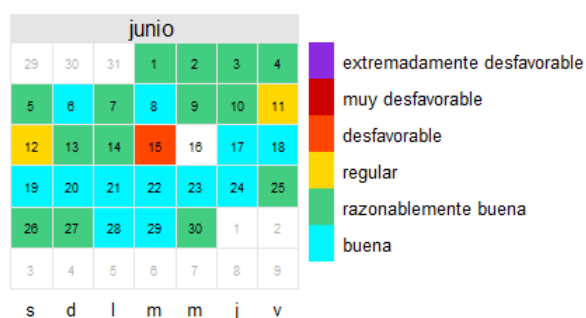 junio
29 30 31 1 2 3 4
5 6 7 8 9 10 11
12 13 14 15 16 17 18
19 20 21 22 23 24 25
26 27 28 29 30 1 2
3 4 5 6 7 8 9
s d l m m j v
extremadamente desfavorable
muy desfavorable
desfavorable
regular
razonablemente buena
buena